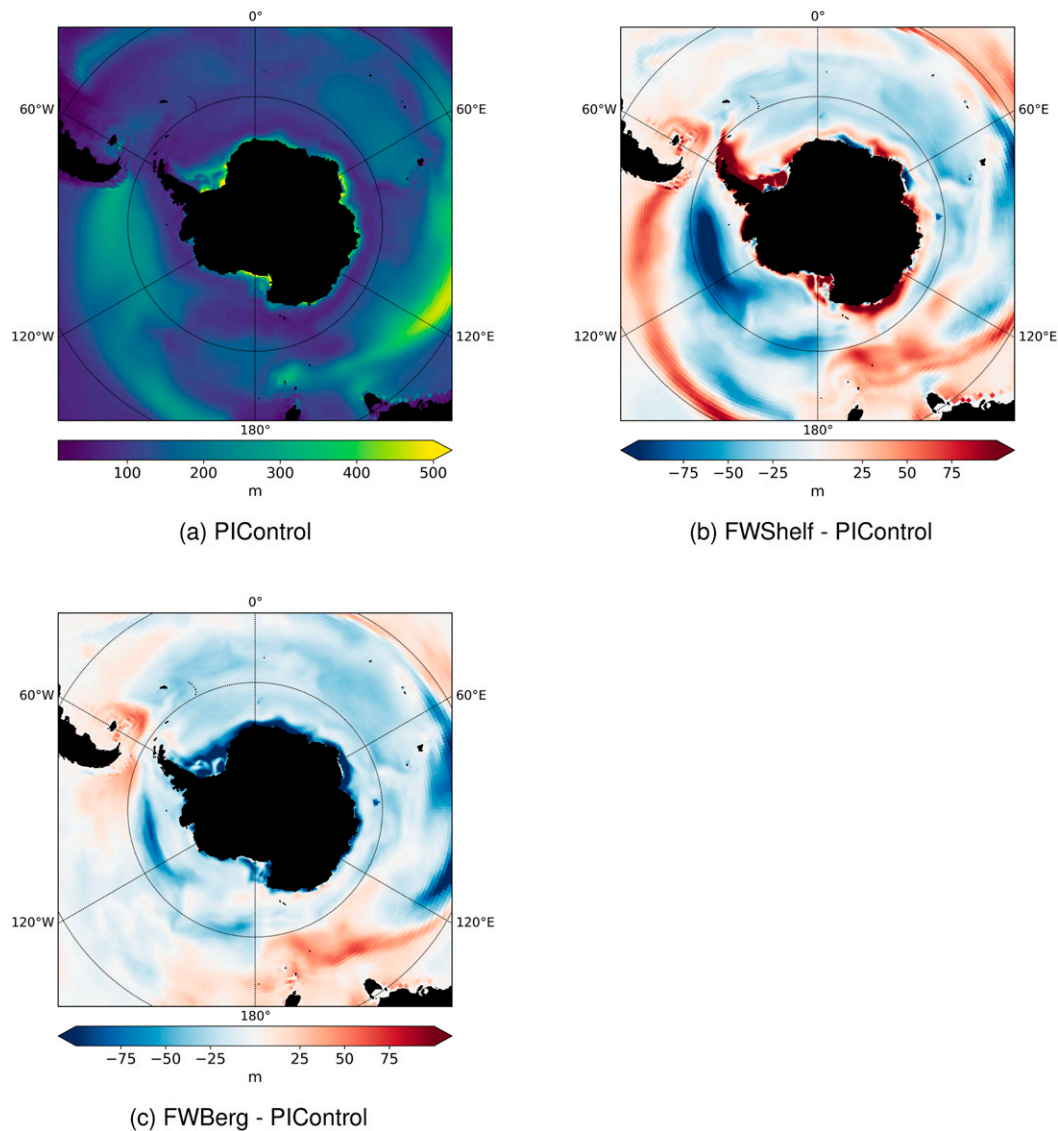 0° 0°
60°W 60°E 60°W 60°E
120°W 120°E 120°W 120°E
180° 180°
100 200 300 400 500 −75 −50 −25 25 50 75
m m
(a) PIControl (b) FWShelf - PIControl
0°
60°W 60°E
120°W 120°E
180°
−75 −50 −25 25 50 75
m
(c) FWBerg - PIControl